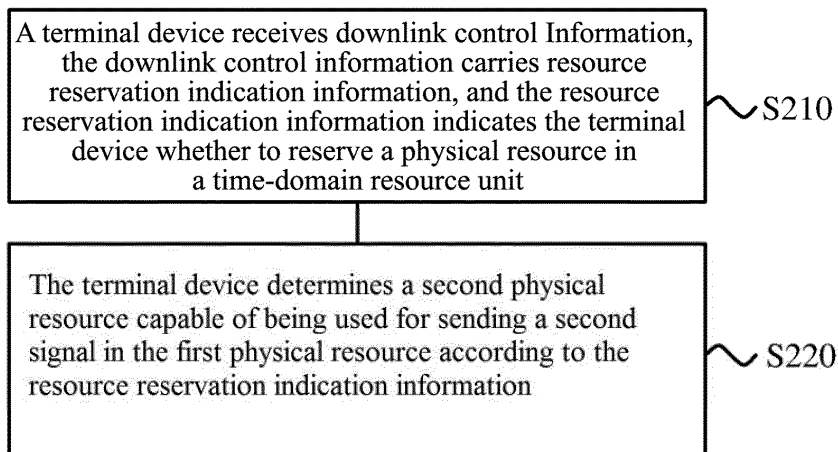 A terminal device receives downlink control Information,
the downlink control information carries resource
reservation indication information, and the resource
reservation indication information indicates the terminal
device whether to reserve a physical resource in
a time-domain resource unit
S210
The terminal device determines a second physical
resource capable of being used for sending a second
signal in the first physical resource according to the
resource reservation indication information
S220